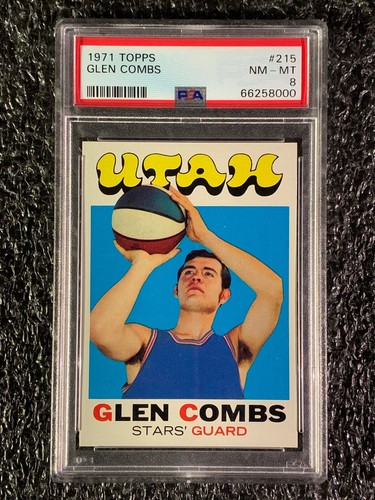 1971 TOPPS #215
GLEN COMBS NM-MT
8
PSA 66258000
UTAH
GLEN COMBS
STARS' GUARD